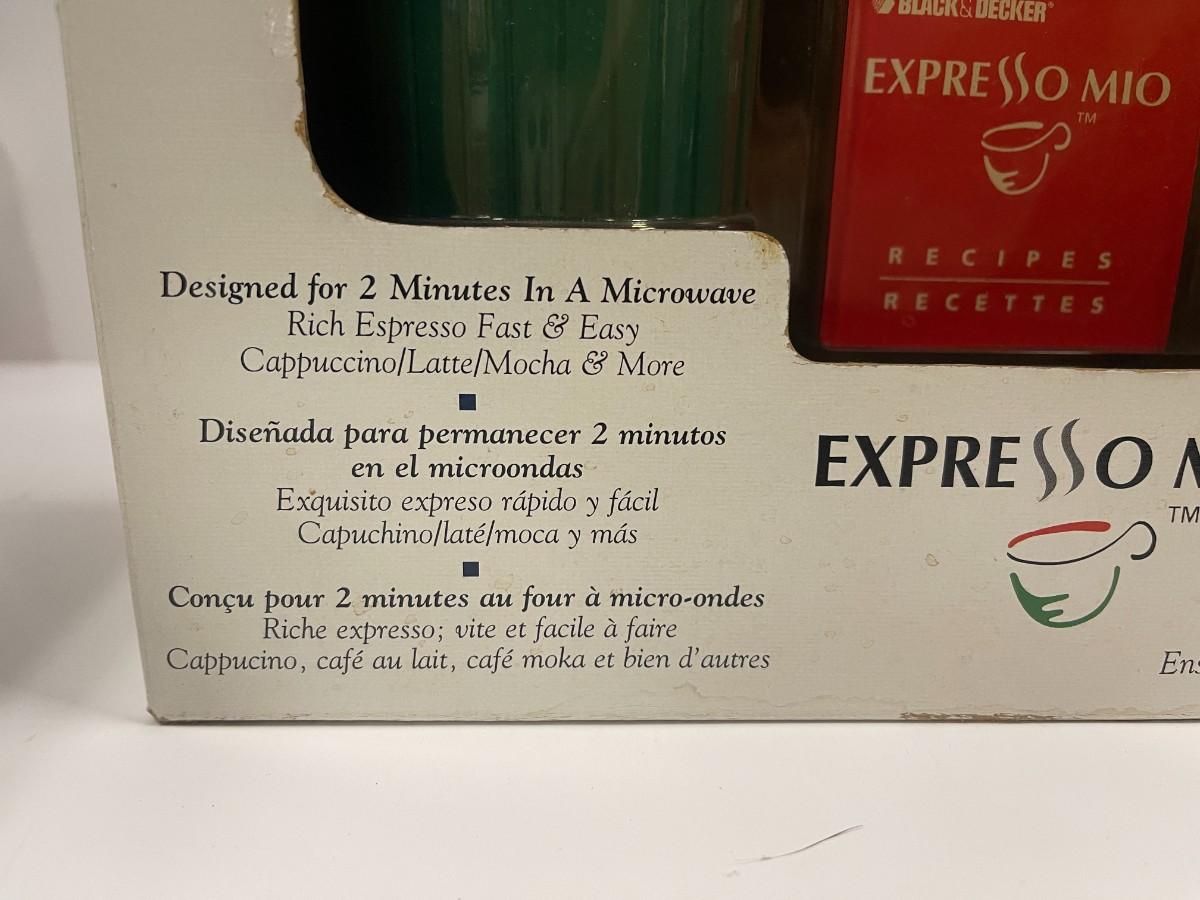 BLACK & DECKER®
EXPRESSO MIO
TM
RECIPES
RECETTES
Designed for 2 Minutes In A Microwave
Rich Espresso Fast & Easy
Cappuccino/Latte/Mocha & More
Diseñada para permanecer 2 minutos
en el microondas
Exquisito expreso rápido y fácil
Capuchino/laté/moca y más
Conçu pour 2 minutes au four à micro-ondes
Riche expresso; vite et facile à faire
Cappucino, café au lait, café moka et bien d'autres
EXPRESSO
TM